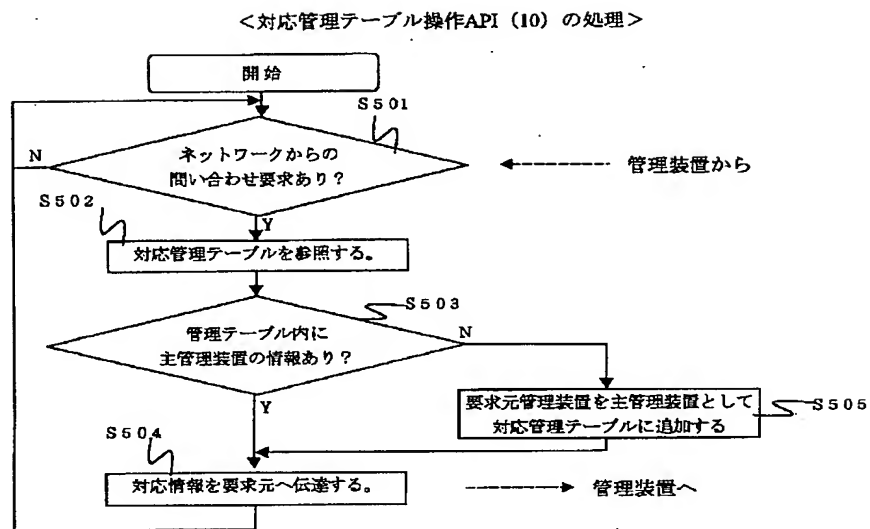 ＜対応管理テーブル操作API（10）の処理＞
開始
S501
N
ネットワークからの
問い合わせ要求あり？
管理装置から
S502
Y
対応管理テーブルを参照する。
S503
管理テーブル内に
主管理装置の情報あり？
N
Y
要求元管理装置を主管理装置として
対応管理テーブルに追加する
S505
S504
対応情報を要求元へ伝達する。
管理装置へ